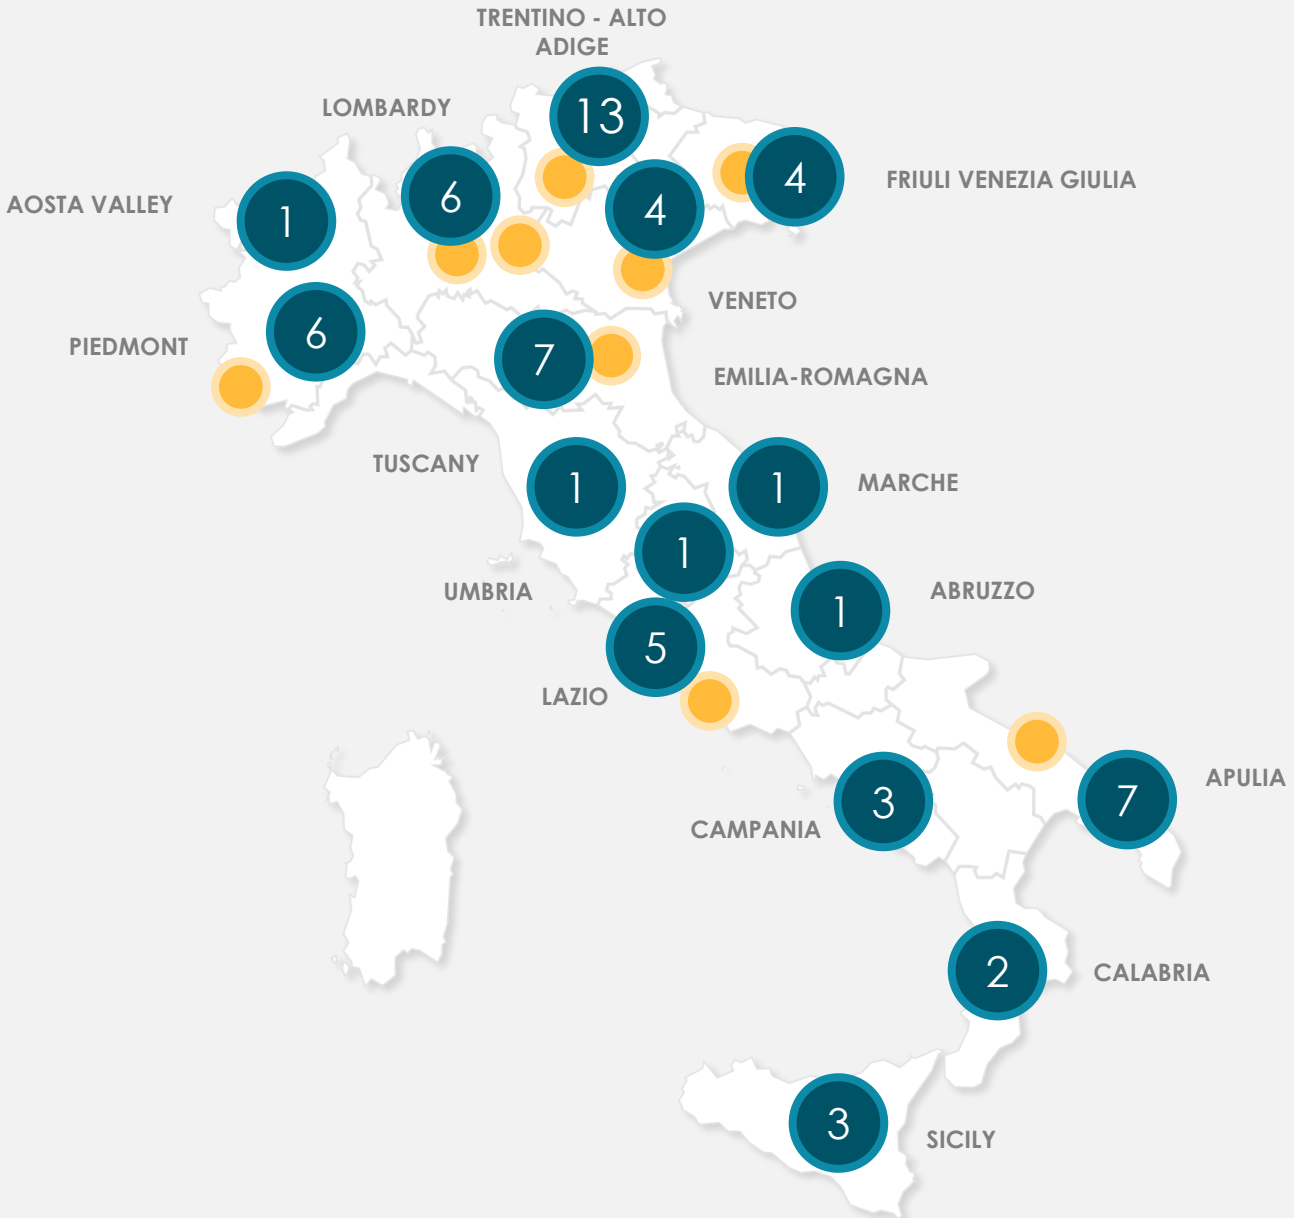 TRENTINO - ALTO
ADIGE
13
LOMBARDY
6
4
4
FRIULI VENEZIA GIULIA
AOSTA VALLEY
1
VENETO
PIEDMONT
6
7
EMILIA-ROMAGNA
TUSCANY
1
1
MARCHE
1
UMBRIA
1
ABRUZZO
5
LAZIO
3
CAMPANIA
7
APULIA
2
CALABRIA
3
SICILY